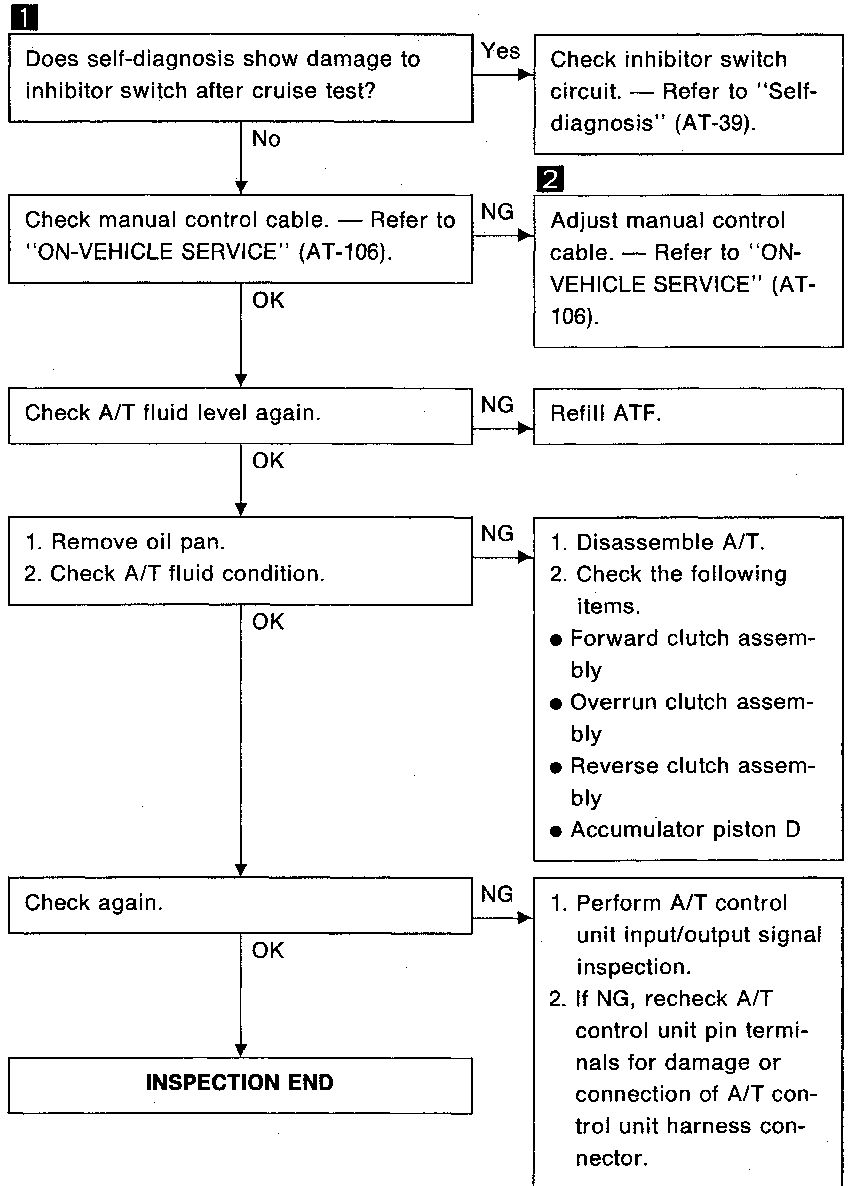 1
Does self-diagnosis show damage to
inhibitor switch after cruise test?
Yes
Check inhibitor switch
circuit. — Refer to "Self-
diagnosis" (AT-39).
No
2
Check manual control cable. — Refer to
"ON-VEHICLE SERVICE" (AT-106).
NG
Adjust manual control
cable. — Refer to "ON-
VEHICLE SERVICE" (AT-
106).
OK
Check A/T fluid level again.
NG
Refill ATF.
OK
1. Remove oil pan.
2. Check A/T fluid condition.
NG
1. Disassemble A/T.
2. Check the following
items.
● Forward clutch assem-
bly
● Overrun clutch assem-
bly
● Reverse clutch assem-
bly
● Accumulator piston D
OK
Check again.
NG
1. Perform A/T control
unit input/output signal
inspection.
2. If NG, recheck A/T
control unit pin termi-
nals for damage or
connection of A/T con-
trol unit harness con-
nector.
OK
INSPECTION END